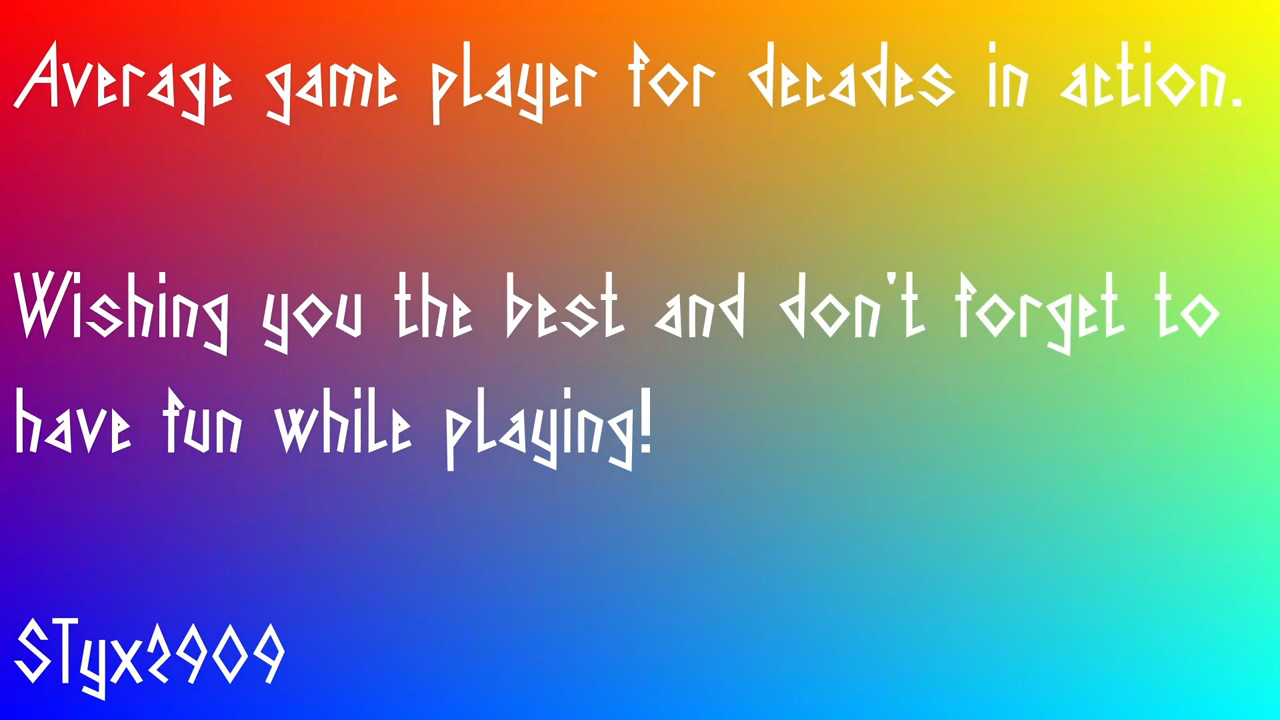 Average game player for decades in action.
Wishing you the best and don't forget to
have fun while playing!
STyx2909